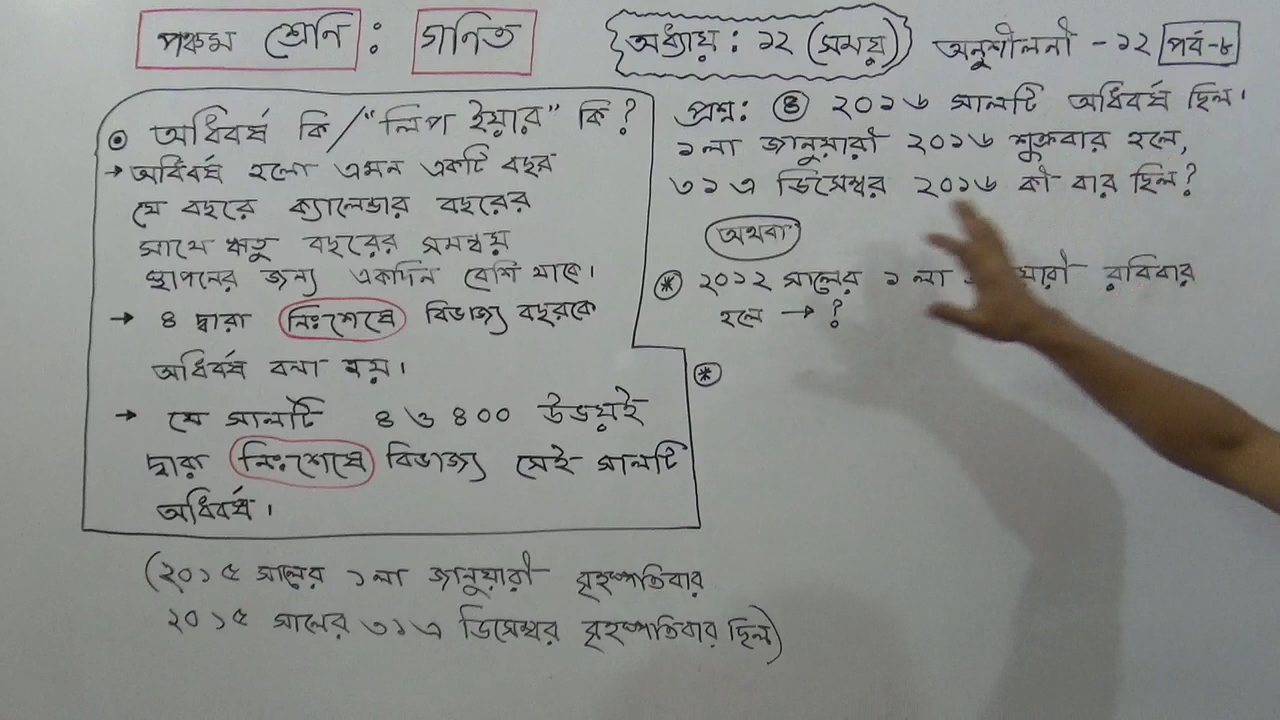 পঞ্চম শ্রেনি : গনিত
অধ্যায় : ১২ (সময়) অনুশীলনী - ১২ পর্ব-৮
অধিবর্ষ কি / "লিপ ইয়ার" কি?
→ অধিবর্ষ হলো এমন একটি বছর
যে বছরে ক্যালেন্ডার বছরের
সাথে ঋতু বছরের সমন্বয়
স্থাপনের জন্য একদিন বেশি থাকে।
→ ৪ দ্বারা নিঃশেষে বিভাজ্য বছরকে
অধিবর্ষ বলা হয়।
→ যে সালটি ৪ ও ৪০০ উভয়ই
দ্বারা নিঃশেষে বিভাজ্য সেই সালটি
অধিবর্ষ।
(২০১৫ সালের ১লা জানুয়ারী বৃহস্পতিবার
২০১৫ সালের ৩১এ ডিসেম্বর বৃহস্পতিবার ছিল)
প্রশ্ন: ৪ ২০১৬ সালটি অধিবর্ষ ছিল।
১লা জানুয়ারী ২০১৬ শুক্রবার হলে,
৩১এ ডিসেম্বর ২০১৬ কী বার ছিল?
অথবা
* ২০১২ সালের ১লা রবিবার
হলে → ?
*